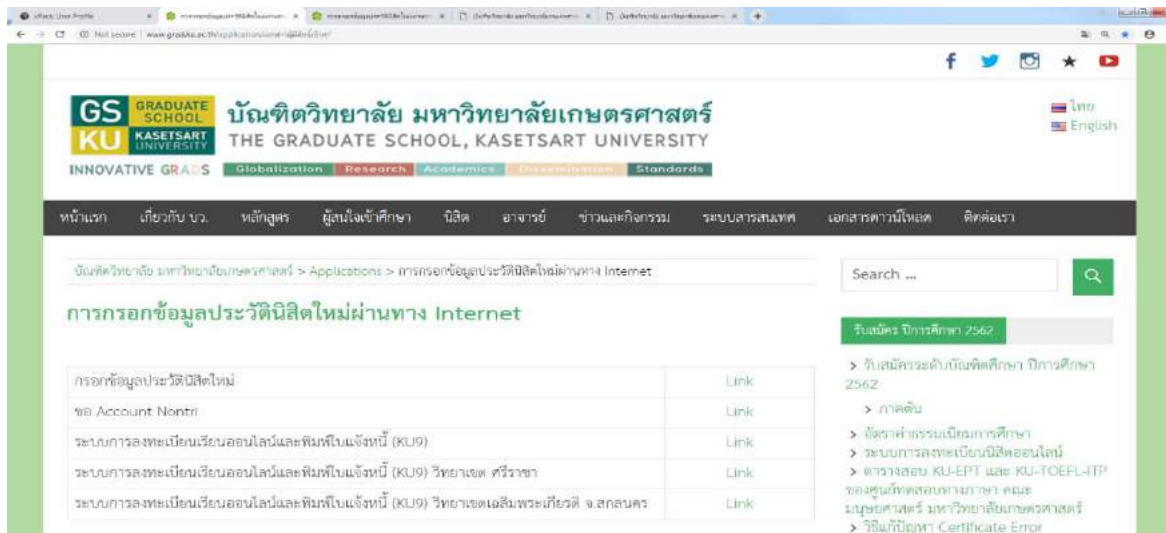 Not secure
f
GS
KU
GRADUATE
SCHOOL
KASETSART
UNIVERSITY
บัณฑิตวิทยาลัย มหาวิทยาลัยเกษตรศาสตร์
THE GRADUATE SCHOOL, KASETSART UNIVERSITY
INNOVATIVE GRADS
Globalization Research Academics Dissemination Standards
ไทย
English
หน้าแรก เกี่ยวกับ บว. หลักสูตร ผู้สนใจเข้าศึกษา นิสิต อาจารย์ ข่าวและกิจกรรม ระบบสารสนเทศ เอกสารดาวน์โหลด ติดต่อเรา
บัณฑิตวิทยาลัย มหาวิทยาลัยเกษตรศาสตร์ > Applications > การกรอกข้อมูลประวัตินิสิตใหม่ผ่านทาง Internet
การกรอกข้อมูลประวัตินิสิตใหม่ผ่านทาง Internet
กรอกข้อมูลประวัตินิสิตใหม่ Link
ขอ Account Nontri Link
ระบบการลงทะเบียนเรียนออนไลน์และพิมพ์ใบแจ้งหนี้ (KU9) Link
ระบบการลงทะเบียนเรียนออนไลน์และพิมพ์ใบแจ้งหนี้ (KU9) วิทยาเขต ศรีราชา Link
ระบบการลงทะเบียนเรียนออนไลน์และพิมพ์ใบแจ้งหนี้ (KU9) วิทยาเขตเฉลิมพระเกียรติ จ.สกลนคร Link
Search ...
รับสมัคร ปีการศึกษา 2562
> รับสมัครระดับบัณฑิตศึกษา ปีการศึกษา
2562
> ภาคต้น
> อัตราค่าธรรมเนียมการศึกษา
> ระบบการลงทะเบียนนิสิตออนไลน์
> ตารางสอบ KU-EPT และ KU-TOEFL-ITP
ของศูนย์ทดสอบทางภาษา คณะ
มนุษยศาสตร์ มหาวิทยาลัยเกษตรศาสตร์
> วิธีแก้ปัญหา Certificate Error